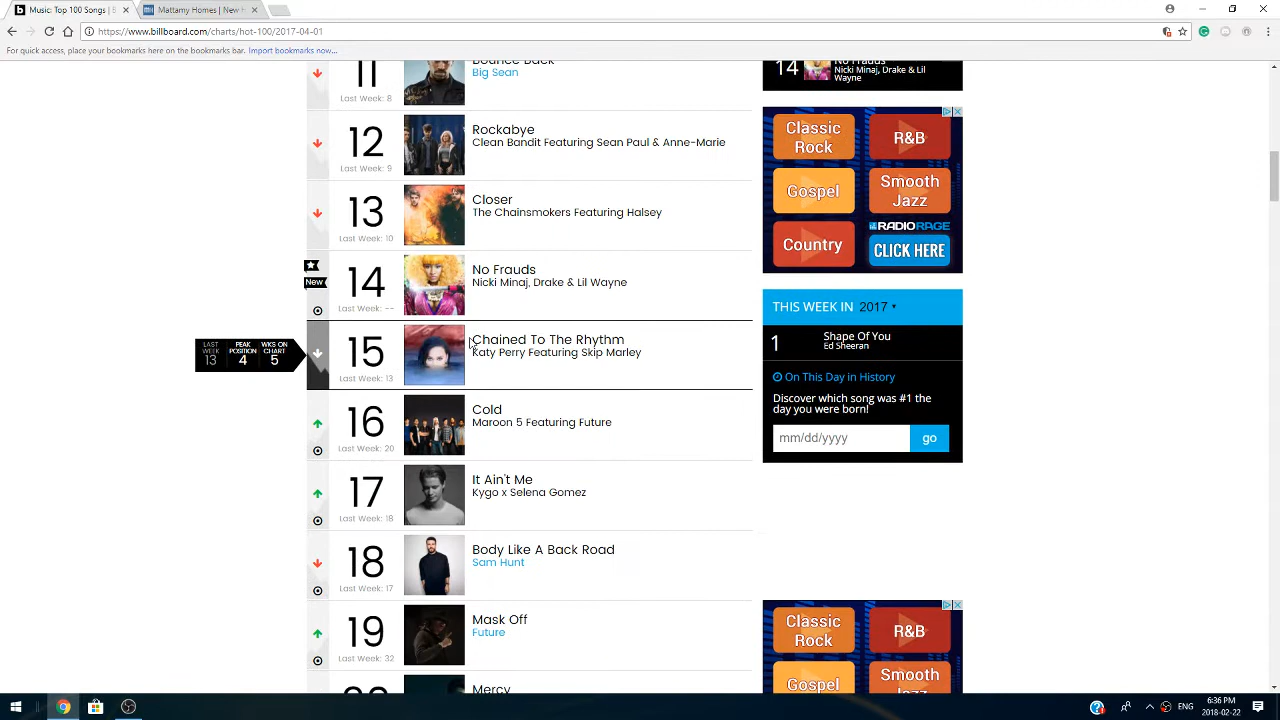 Music: Top 100 Songs |
Mattamy Homes | New
https://www.billboard.com/charts/hot-100/2017-04-01
For quick access, place your bookmarks here on the bookmarks bar. Import bookmarks now...
11
Bounce Back
Big Sean
Last Week: 8
12
Rockabye
Clean Bandit Featuring Sean Paul & Anne-Marie
Last Week: 9
13
Closer
The Chainsmokers Featuring Halsey
Last Week: 10
New
14
No Frauds
Nicki Minaj, Drake & Lil Wayne
Last Week: --
LAST WEEK 13
PEAK POSITION 4
WKS ON CHART 5
15
Chained To The Rhythm
Katy Perry Featuring Skip Marley
Last Week: 13
16
Cold
Maroon 5 Featuring Future
Last Week: 20
17
It Ain't Me
Kygo x Selena Gomez
Last Week: 18
18
Body Like A Back Road
Sam Hunt
Last Week: 17
19
Mask Off
Future
Last Week: 32
14
No Frauds
Nicki Minaj, Drake & Lil
Wayne
Classic Rock
R&B
Gospel
Smooth Jazz
Country
RADIORAGE
CLICK HERE
THIS WEEK IN 2017
1
Shape Of You
Ed Sheeran
On This Day in History
Discover which song was #1 the
day you were born!
mm/dd/yyyy
go
Classic Rock
R&B
Gospel
Smooth Jazz
ENG
6:36 PM
2018-02-22